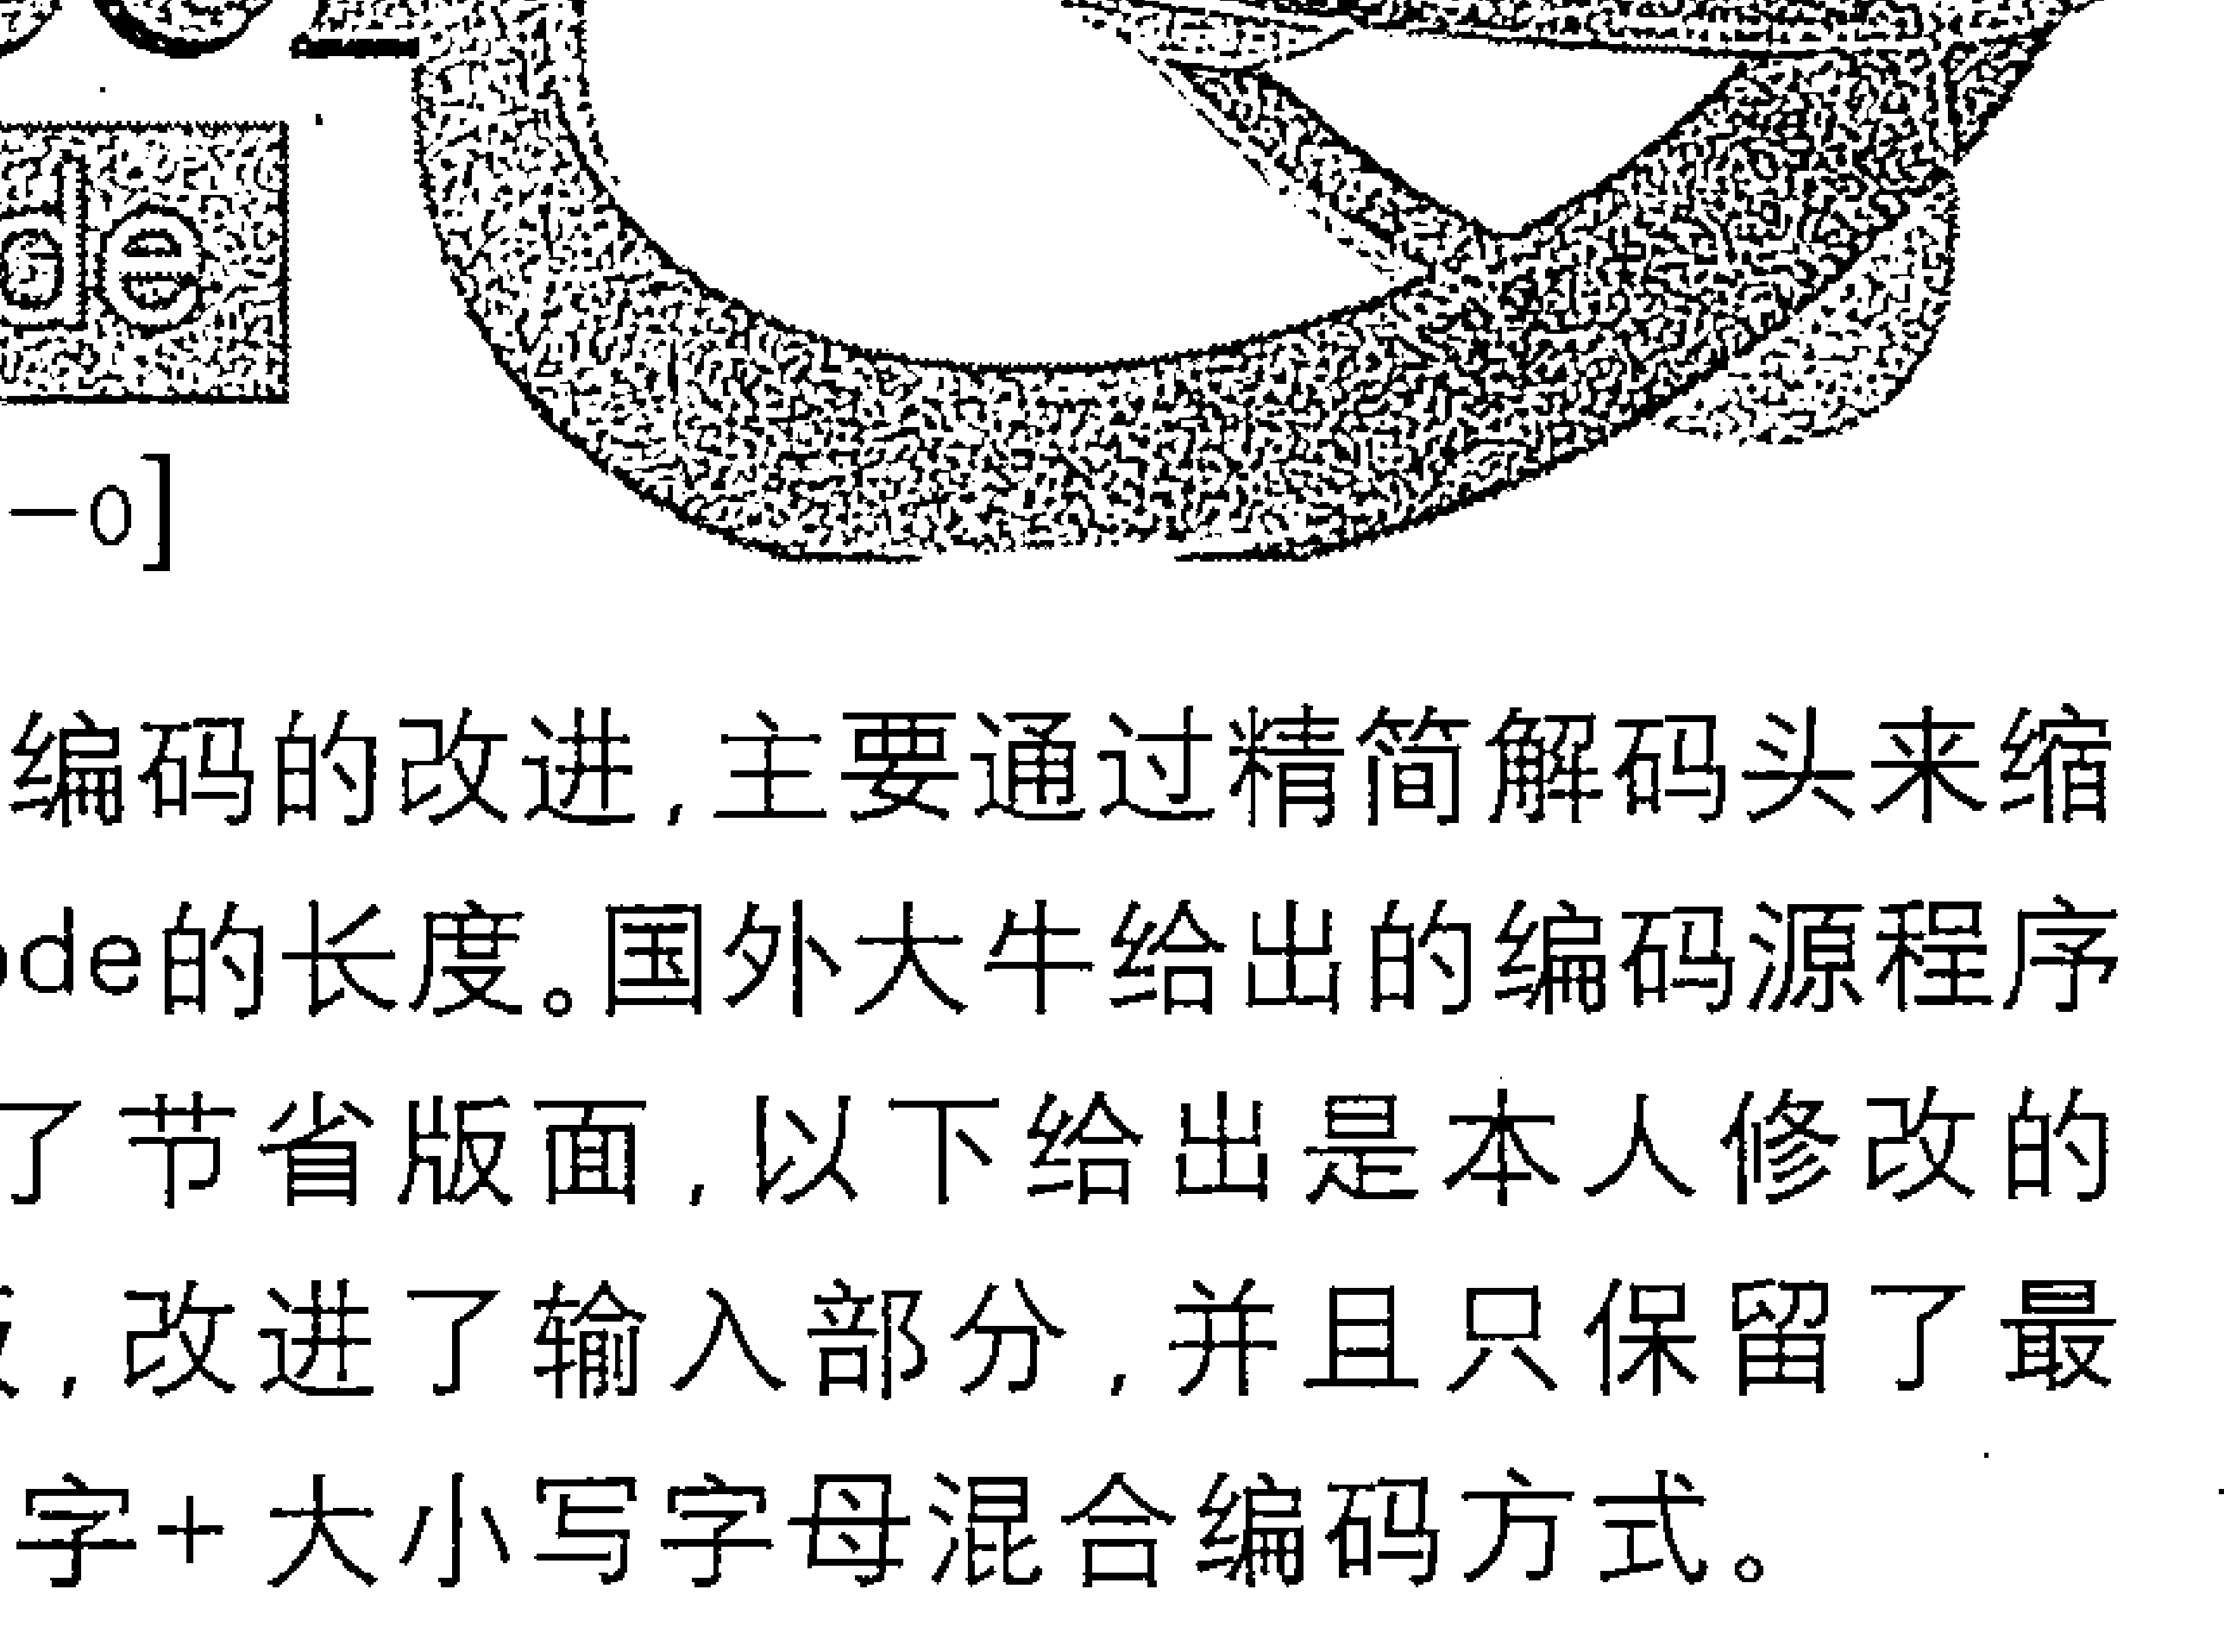 de
—0]
编码的改进,主要通过精简解码头来缩
ode的长度。国外大牛给出的编码源程序
了节省版面,以下给出是本人修改的
,改进了输入部分,并且只保留了最
字+大小写字母混合编码方式。